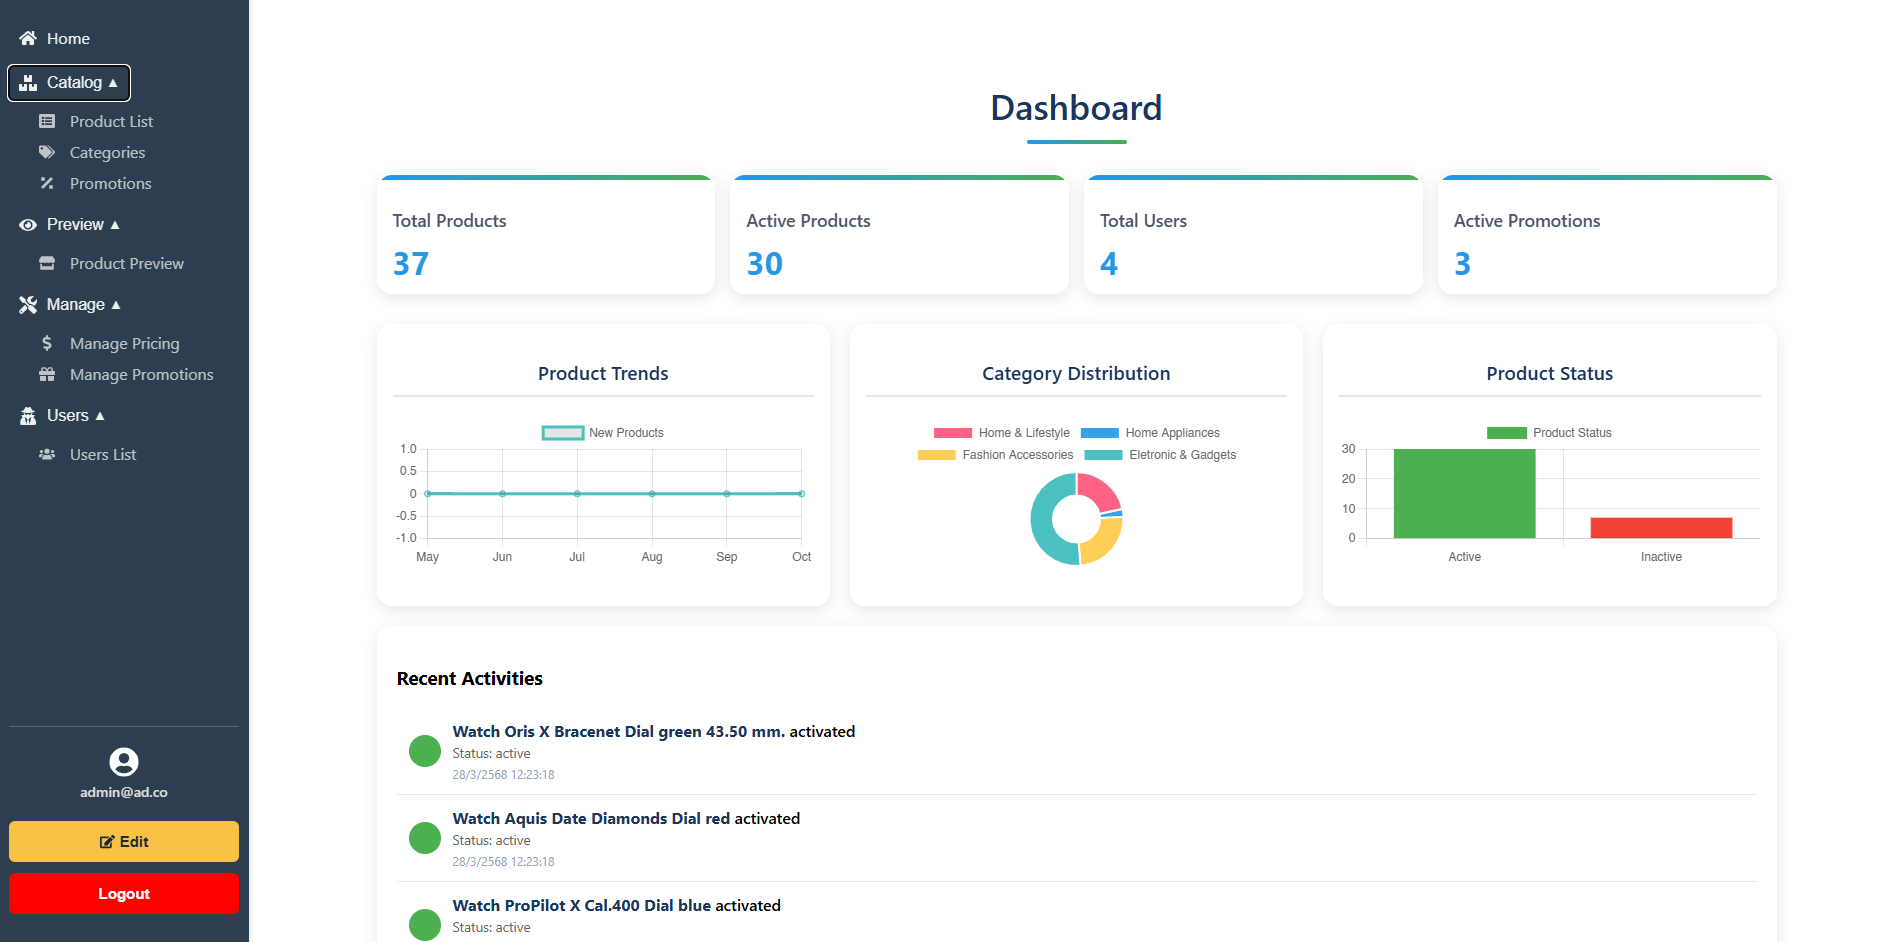 Home
Catalog ▲
Product List
Categories
Promotions
Preview ▲
Product Preview
Manage ▲
Manage Pricing
Manage Promotions
Users ▲
Users List
admin@ad.co
Edit
Logout
Dashboard
Total Products
37
Active Products
30
Total Users
4
Active Promotions
3
Product Trends
New Products
1.0
0.5
0
-0.5
-1.0
May Jun Jul Aug Sep Oct
Category Distribution
Home & Lifestyle Home Appliances
Fashion Accessories Eletronic & Gadgets
Product Status
Product Status
30
20
10
0
Active Inactive
Recent Activities
Watch Oris X Bracenet Dial green 43.50 mm. activated
Status: active
28/3/2568 12:23:18
Watch Aquis Date Diamonds Dial red activated
Status: active
28/3/2568 12:23:18
Watch ProPilot X Cal.400 Dial blue activated
Status: active